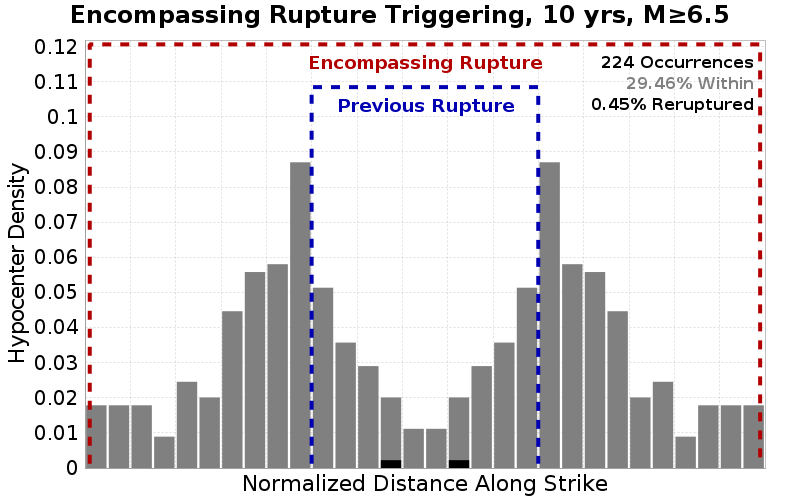 Encompassing Rupture Triggering, 10 yrs, M≥6.5
Encompassing Rupture
Previous Rupture
224 Occurrences
29.46% Within
0.45% Reruptured
Hypocenter Density
0.12
0.11
0.1
0.09
0.08
0.07
0.06
0.05
0.04
0.03
0.02
0.01
0
Normalized Distance Along Strike